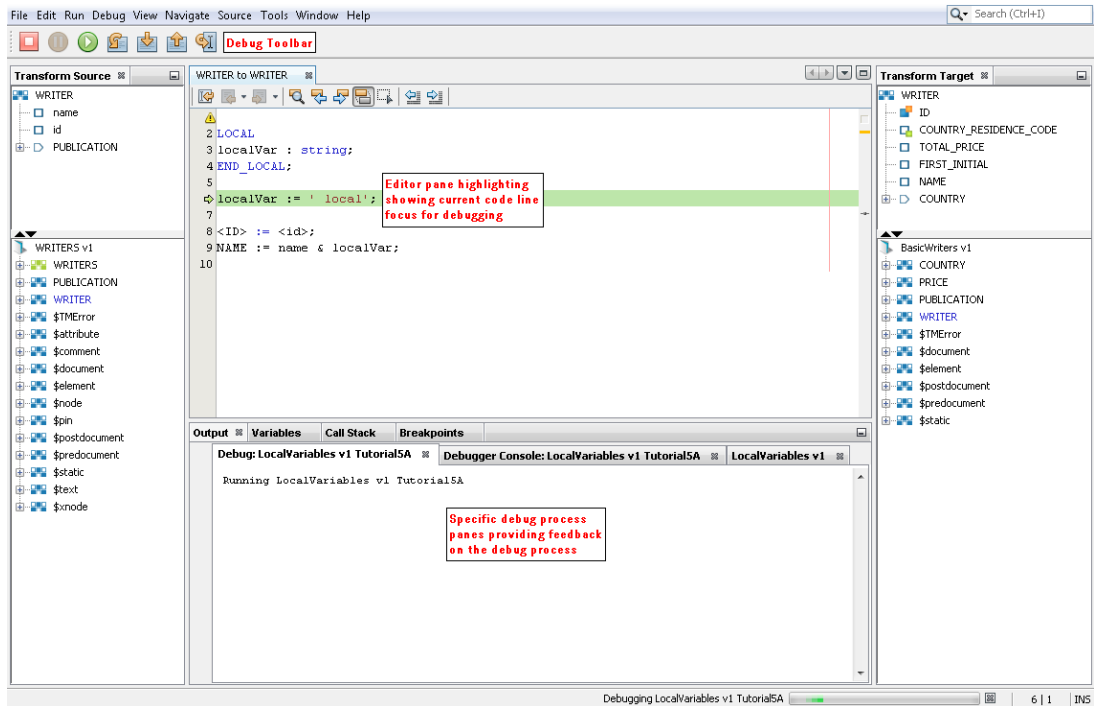 File Edit Run Debug View Navigate Source Tools Window Help
Search (Ctrl+I)
Debug Toolbar
Transform Source
WRITER
name
id
PUBLICATION
WRITERS v1
WRITERS
PUBLICATION
WRITER
$TMError
$attribute
$comment
$document
$element
$node
$pin
$postdocument
$predocument
$static
$text
$xnode
WRITER to WRITER
2 LOCAL
3 localVar : string;
4 END_LOCAL;
5
localVar := ' local';
7
8 <ID> := <id>;
9 NAME := name & localVar;
10
Editor pane highlighting
showing current code line
focus for debugging
Output Variables Call Stack Breakpoints
Debug: LocalVariables v1 Tutorial5A Debugger Console: LocalVariables v1 Tutorial5A LocalVariables v1
Running LocalVariables v1 Tutorial5A
Specific debug process
panes providing feedback
on the debug process
Transform Target
WRITER
ID
COUNTRY_RESIDENCE_CODE
TOTAL_PRICE
FIRST_INITIAL
NAME
COUNTRY
BasicWriters v1
COUNTRY
PRICE
PUBLICATION
WRITER
$TMError
$document
$element
$postdocument
$predocument
$static
Debugging LocalVariables v1 Tutorial5A 6 | 1 INS